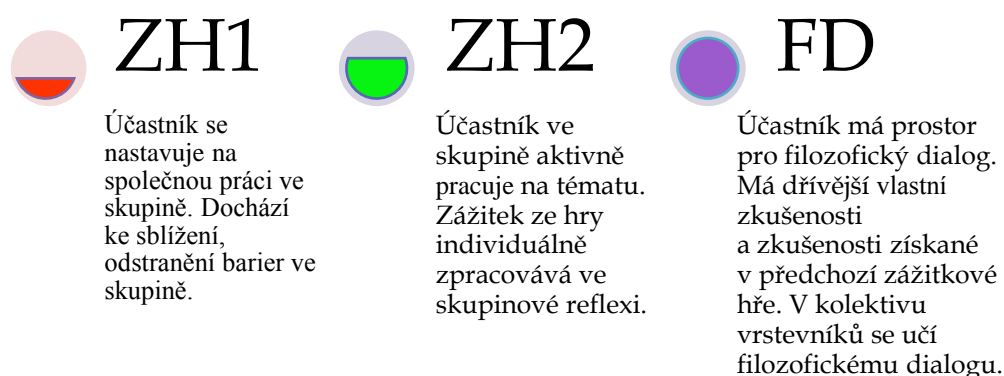 ZH1
Účastník se
nastavuje na
společnou práci ve
skupině. Dochází
ke sblížení,
odstranění barier ve
skupině.
ZH2
Účastník ve
skupině aktivně
pracuje na tématu.
Zážitek ze hry
individuálně
zpracovává ve
skupinové reflexi.
FD
Účastník má prostor
pro filozofický dialog.
Má dřívější vlastní
zkušenosti
a zkušenosti získané
v předchozí zážitkové
hře. V kolektivu
vrstevníků se učí
filozofickému dialogu.